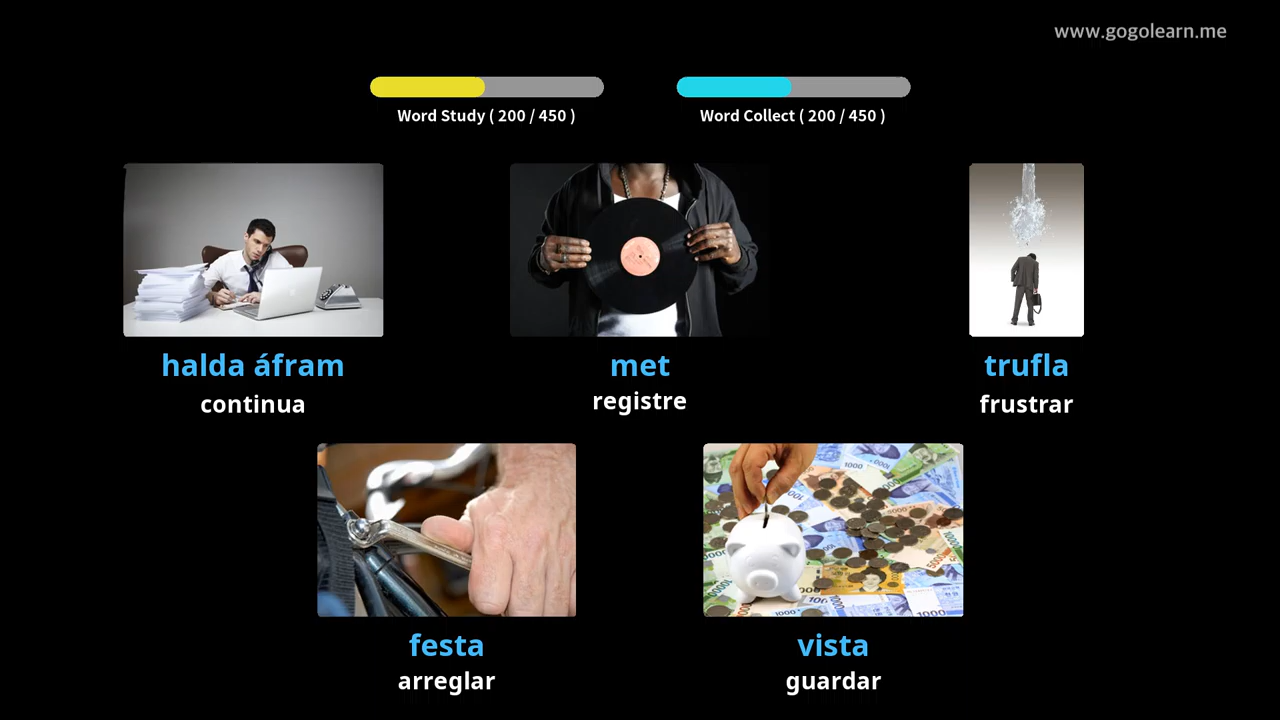 www.gogolearn.me
Word Study ( 200 / 450 )
Word Collect ( 200 / 450 )
halda áfram
continua
met
registre
trufla
frustrar
festa
arreglar
vista
guardar